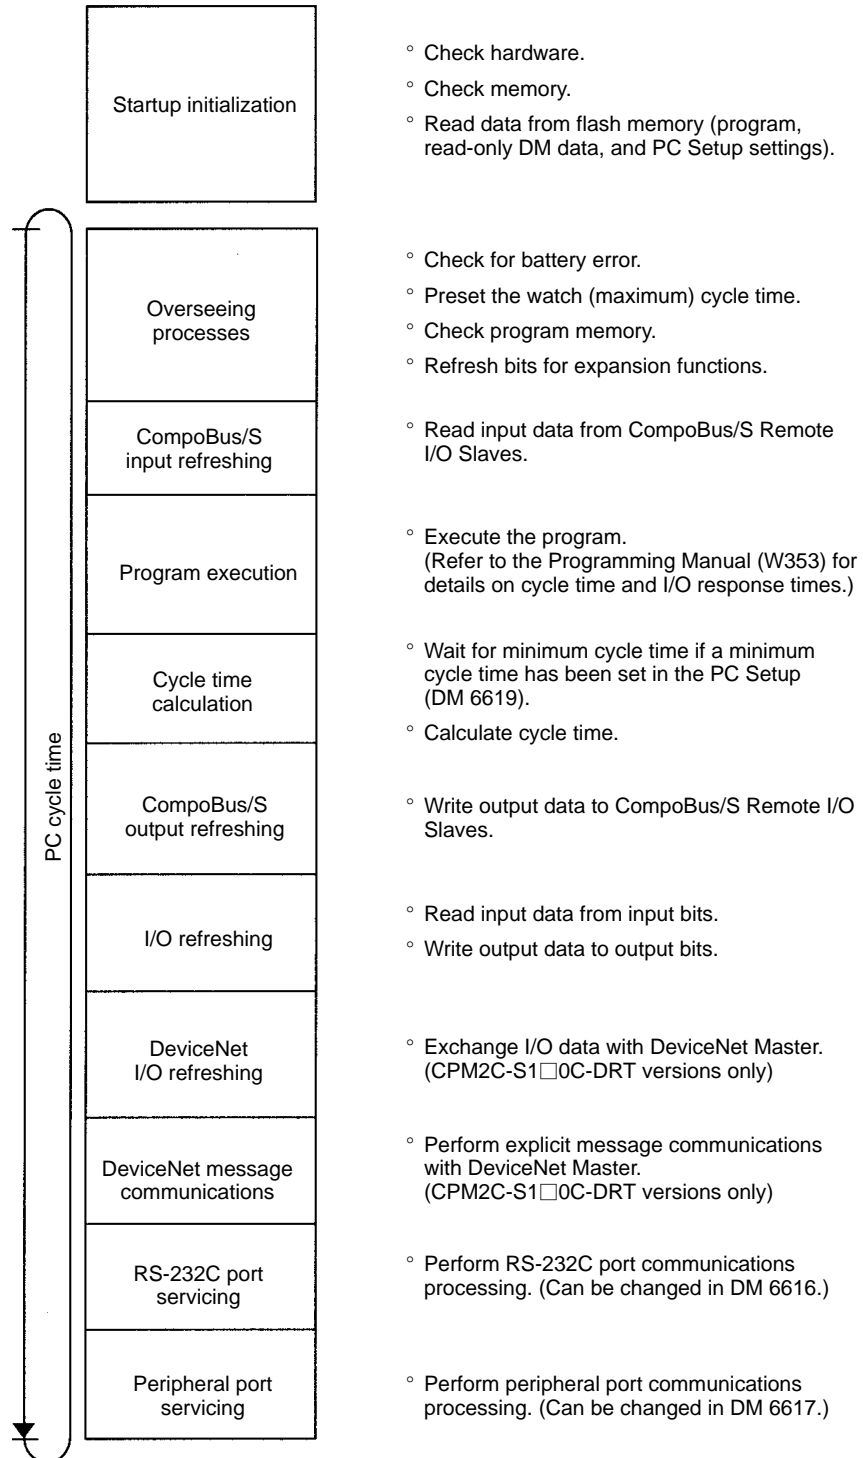 Startup initialization
° Check hardware.
° Check memory.
° Read data from flash memory (program,
read-only DM data, and PC Setup settings).
PC cycle time
Overseeing
processes
° Check for battery error.
° Preset the watch (maximum) cycle time.
° Check program memory.
° Refresh bits for expansion functions.
CompoBus/S
input refreshing
° Read input data from CompoBus/S Remote
I/O Slaves.
Program execution
° Execute the program.
(Refer to the Programming Manual (W353) for
details on cycle time and I/O response times.)
Cycle time
calculation
° Wait for minimum cycle time if a minimum
cycle time has been set in the PC Setup
(DM 6619).
° Calculate cycle time.
CompoBus/S
output refreshing
° Write output data to CompoBus/S Remote I/O
Slaves.
I/O refreshing
° Read input data from input bits.
° Write output data to output bits.
DeviceNet
I/O refreshing
° Exchange I/O data with DeviceNet Master.
(CPM2C-S1□0C-DRT versions only)
DeviceNet message
communications
° Perform explicit message communications
with DeviceNet Master.
(CPM2C-S1□0C-DRT versions only)
RS-232C port
servicing
° Perform RS-232C port communications
processing. (Can be changed in DM 6616.)
Peripheral port
servicing
° Perform peripheral port communications
processing. (Can be changed in DM 6617.)